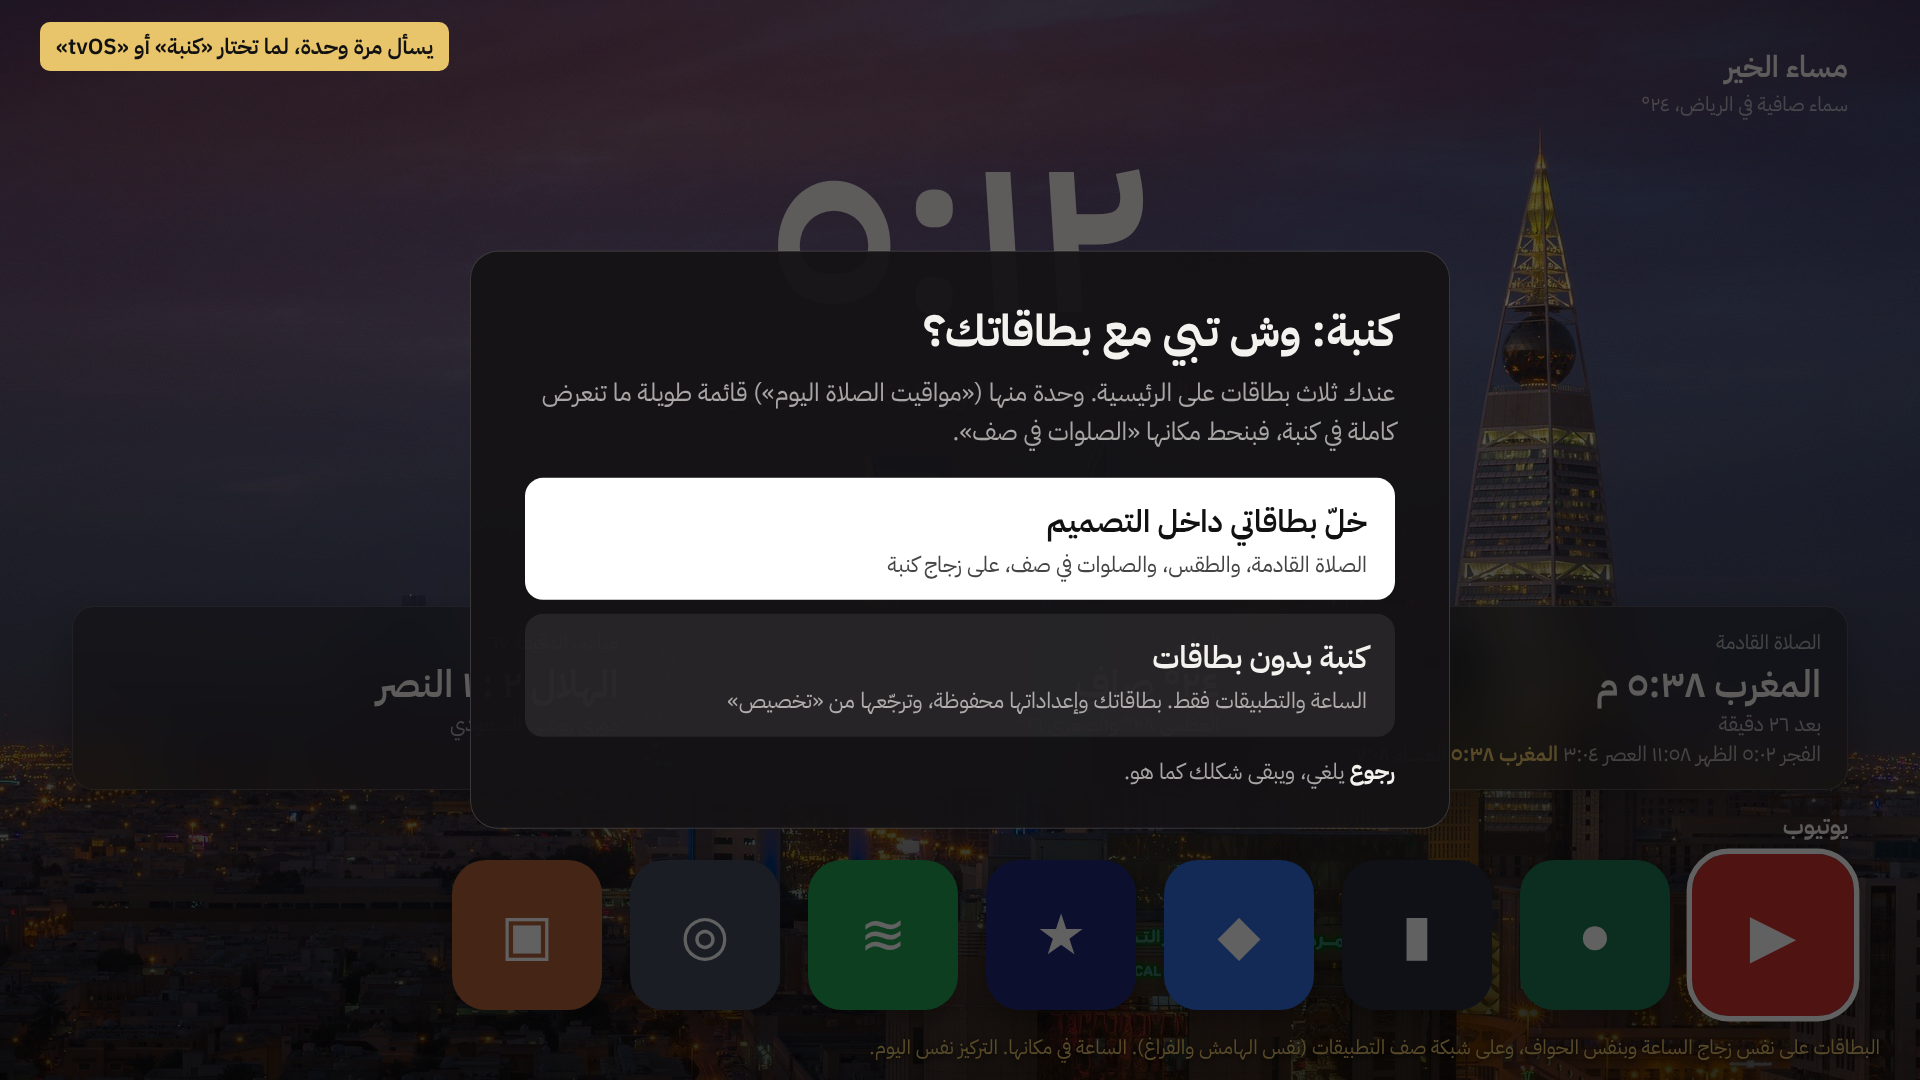 يسأل مرة وحدة، لما تختار «كنبة» أو «tvOS»
مساء الخير
سماء صافية في الرياض، ٢٤°
٥:١٢
كنبة: وش تبي مع بطاقاتك؟
عندك ثلاث بطاقات على الرئيسية. وحدة منها («مواقيت الصلاة اليوم») قائمة طويلة ما تنعرض
كاملة في كنبة، فبنحط مكانها «الصلوات في صف».
خلّ بطاقاتي داخل التصميم
الصلاة القادمة، والطقس، والصلوات في صف، على زجاج كنبة
كنبة بدون بطاقات
الساعة والتطبيقات فقط. بطاقاتك وإعداداتها محفوظة، وترجّعها من «تخصيص»
رجوع يلغي، ويبقى شكلك كما هو.
الصلاة القادمة
المغرب ٥:٣٨ م
بعد ٢٦ دقيقة
الفجر ٥:٠٢ الظهر ١١:٥٨ العصر ٣:٠٤ المغرب ٥:٣٨
الهلال ٢ : ١ النصر
يوتيوب
البطاقات على نفس زجاج الساعة وبنفس الحواف، وعلى شبكة صف التطبيقات (نفس الهامش والفراغ). الساعة في مكانها. التركيز نفس اليوم.